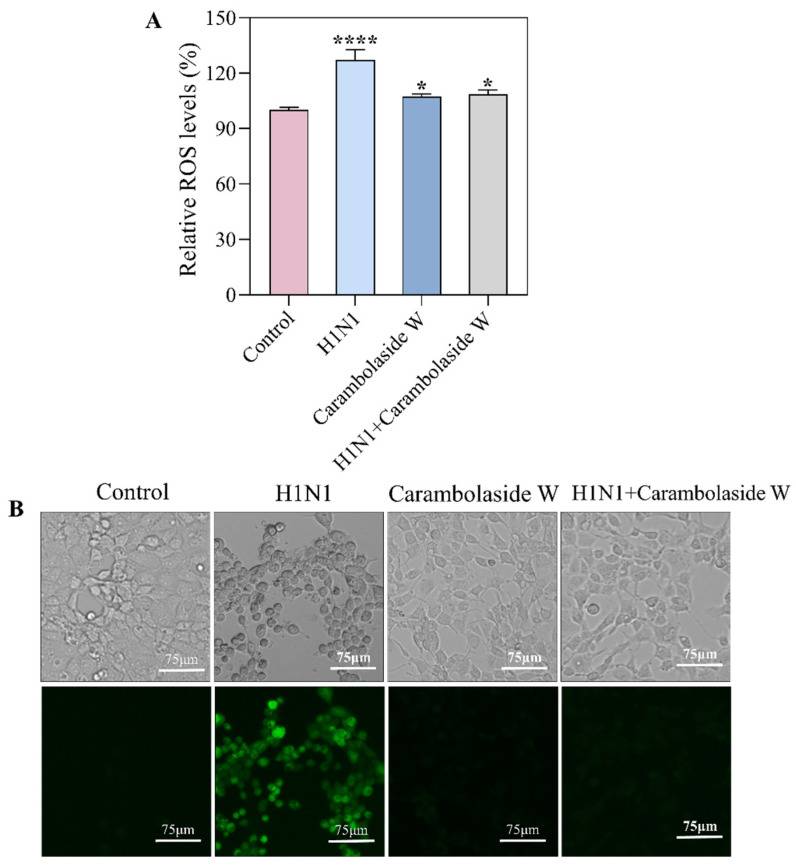 A
Relative ROS levels (%)
150
120
90
60
30
0
****
*
*
Control
H1N1
Carambolaside W
H1N1+Carambolaside W
B
Control
H1N1
Carambolaside W
H1N1+Carambolaside W
75μm
75μm
75μm
75μm
75μm
75μm
75μm
75μm